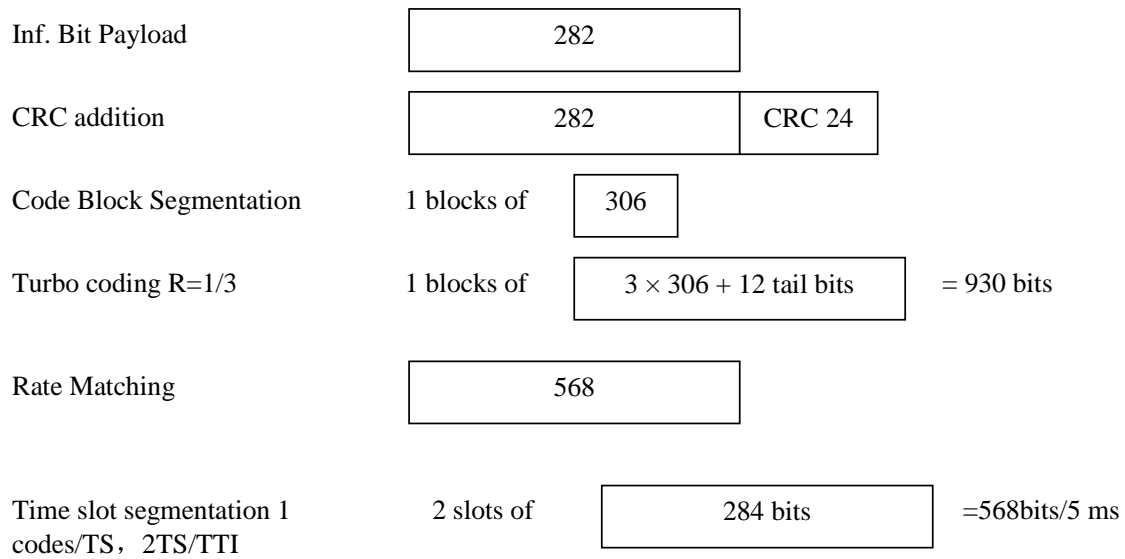 Inf. Bit Payload 282
CRC addition 282 CRC 24
Code Block Segmentation 1 blocks of 306
Turbo coding R=1/3 1 blocks of 3 × 306 + 12 tail bits = 930 bits
Rate Matching 568
Time slot segmentation 1 2 slots of 284 bits =568bits/5 ms
codes/TS，2TS/TTI